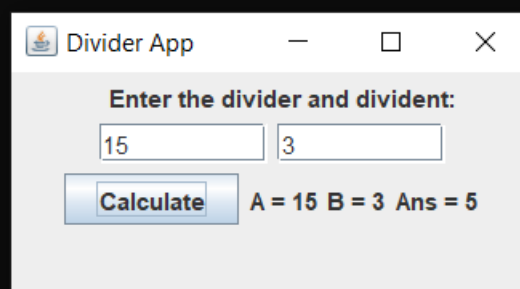 Divider App
Enter the divider and divident:
15 3
Calculate A = 15 B = 3 Ans = 5